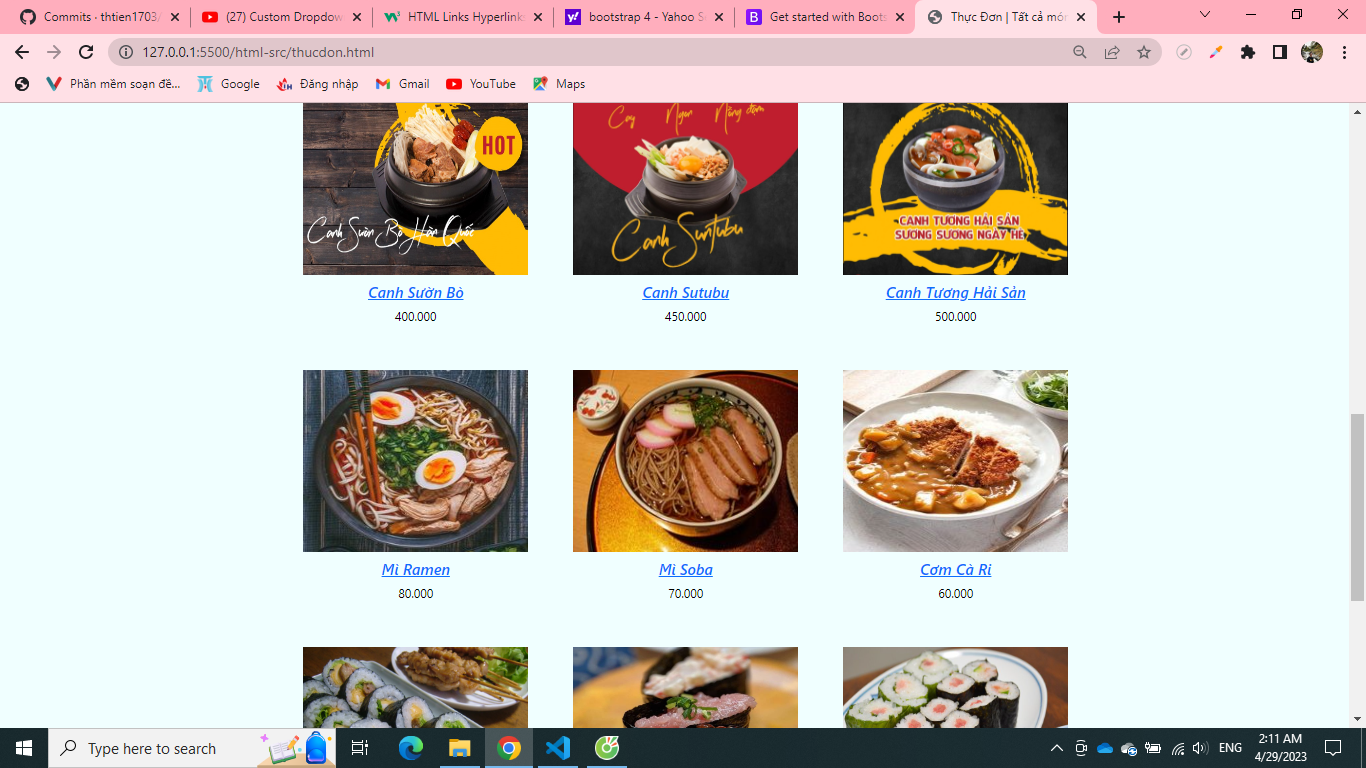 Commits · thtien1703/
(27) Custom Dropdow
HTML Links Hyperlink
bootstrap 4 - Yahoo S
Get started with Boots
Thực Đơn | Tất cả mór
127.0.0.1:5500/html-src/thucdon.html
Phần mềm soạn đề...
Google
Đăng nhập
Gmail
YouTube
Maps
HOT
Canh Sườn Bò Hàn Quốc
Cay Ngon Nóng đậm
Canh Suntubu
CANH TƯƠNG HẢI SẢN
SƯƠNG SƯƠNG NGÀY HÈ
Canh Sườn Bò
Canh Sutubu
Canh Tương Hải Sản
400.000
450.000
500.000
Mì Ramen
Mì Soba
Cơm Cà Ri
80.000
70.000
60.000
Type here to search
ENG
2:11 AM
4/29/2023